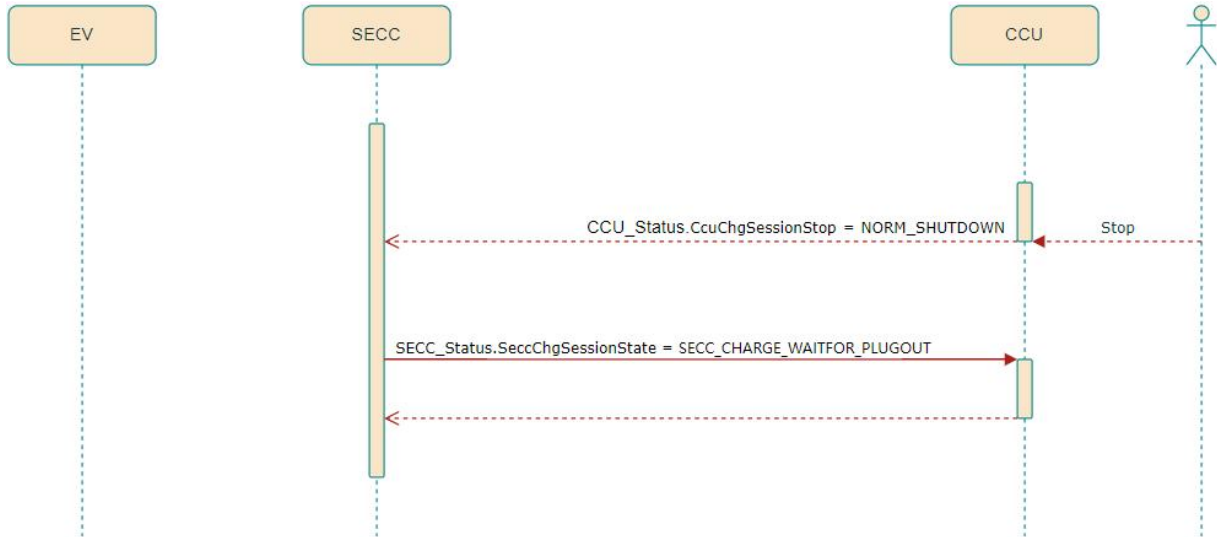 EV
SECC
CCU
CCU_Status.CcuChgSessionStop = NORM_SHUTDOWN
Stop
SECC_Status.SeccChgSessionState = SECC_CHARGE_WAITFOR_PLUGOUT